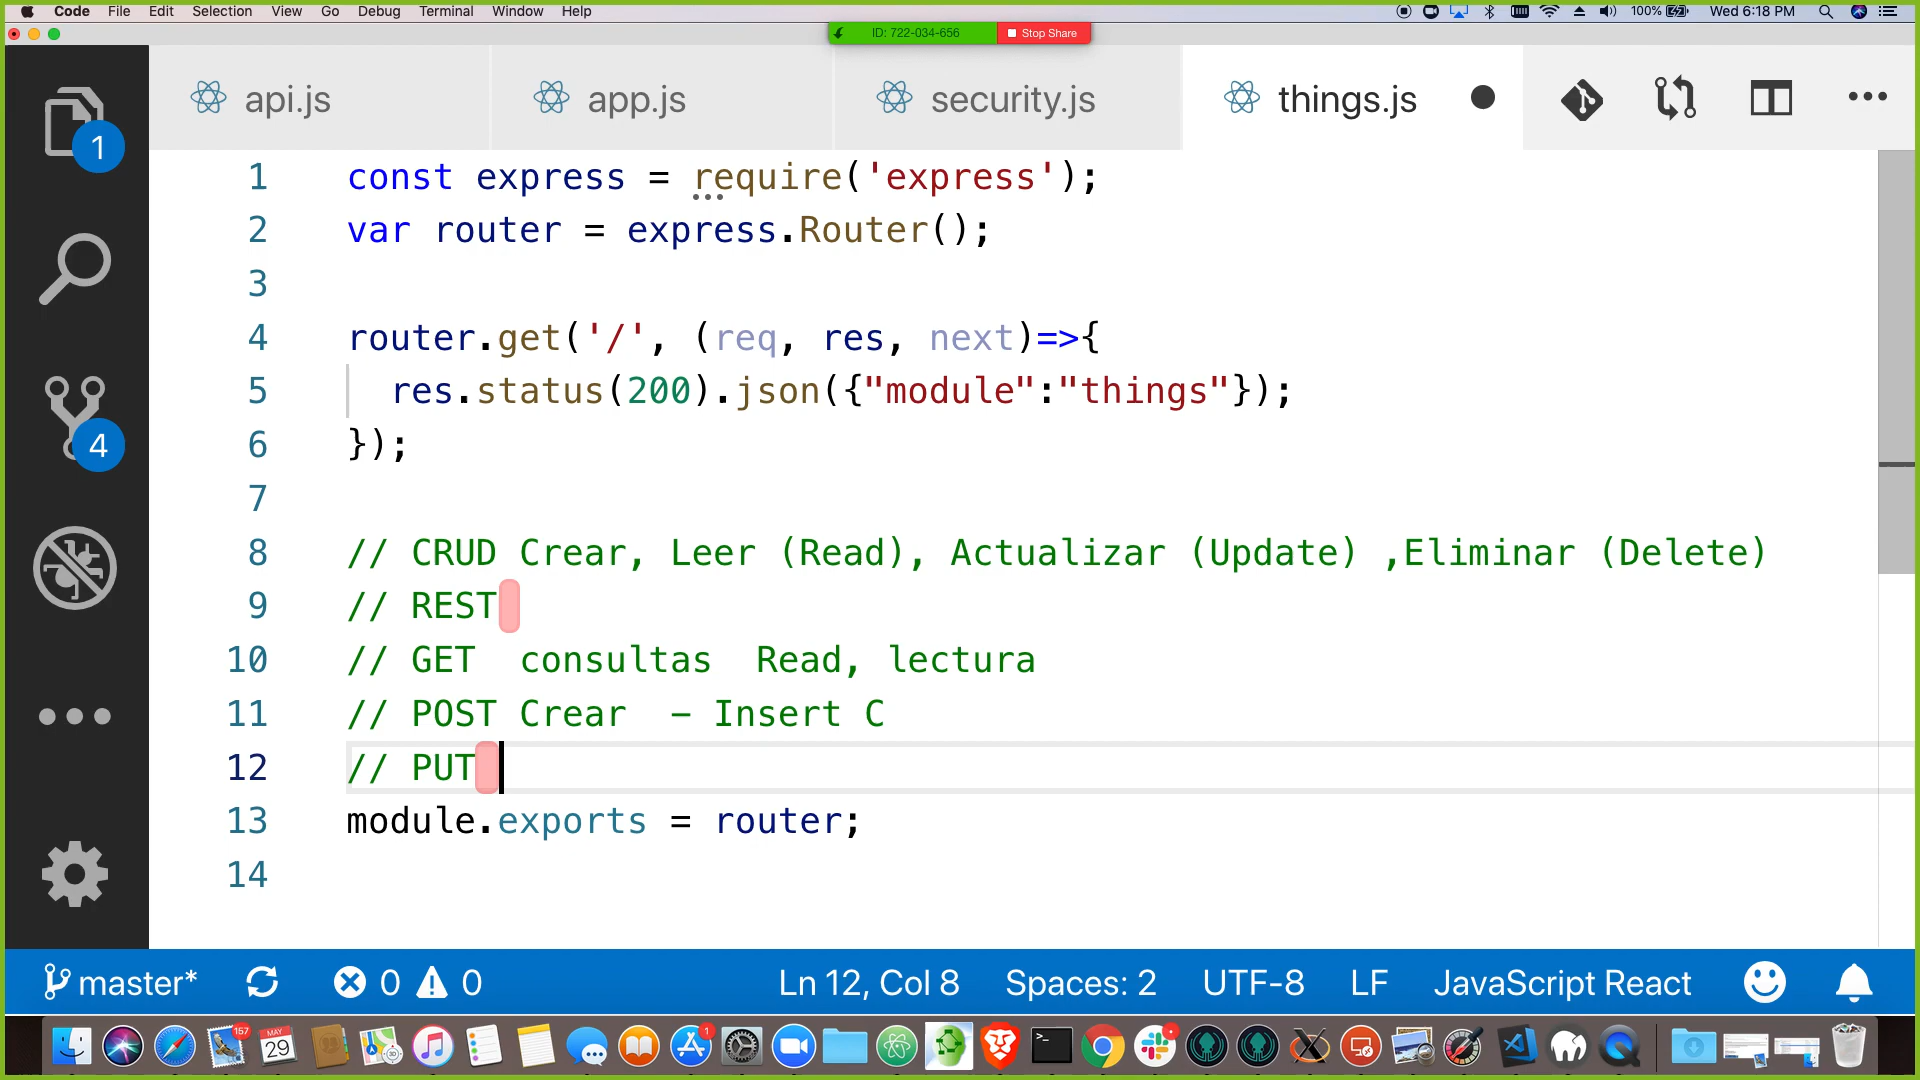 Code File Edit Selection View Go Debug Terminal Window Help
100% Wed 6:18 PM
ID: 722-034-656 Stop Share
api.js app.js security.js things.js
1 const express = require('express');
2 var router = express.Router();
3
4 router.get('/', (req, res, next)=>{
5 res.status(200).json({"module":"things"});
6 });
7
8 // CRUD Crear, Leer (Read), Actualizar (Update) ,Eliminar (Delete)
9 // REST
10 // GET  consultas  Read, lectura
11 // POST Crear  – Insert C
12 // PUT
13 module.exports = router;
14
1
4
master* 0 0 Ln 12, Col 8 Spaces: 2 UTF-8 LF JavaScript React
157 MAY 29 1